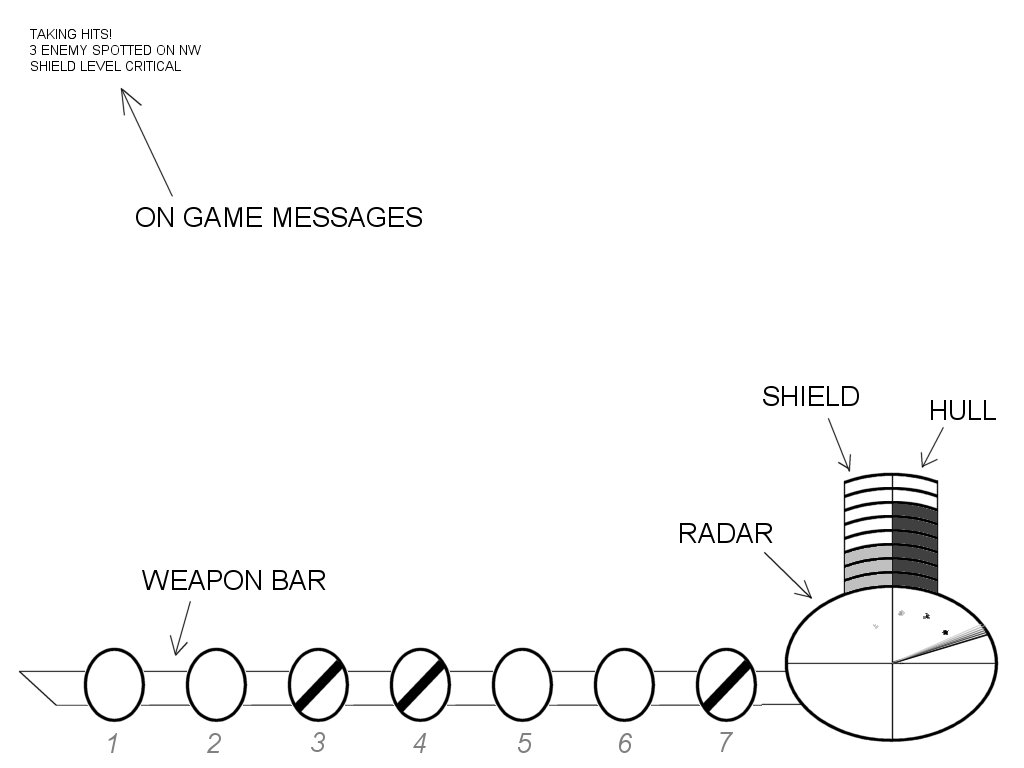 TAKING HITS!
3 ENEMY SPOTTED ON NW
SHIELD LEVEL CRITICAL
ON GAME MESSAGES
SHIELD
HULL
RADAR
WEAPON BAR
1 2 3 4 5 6 7